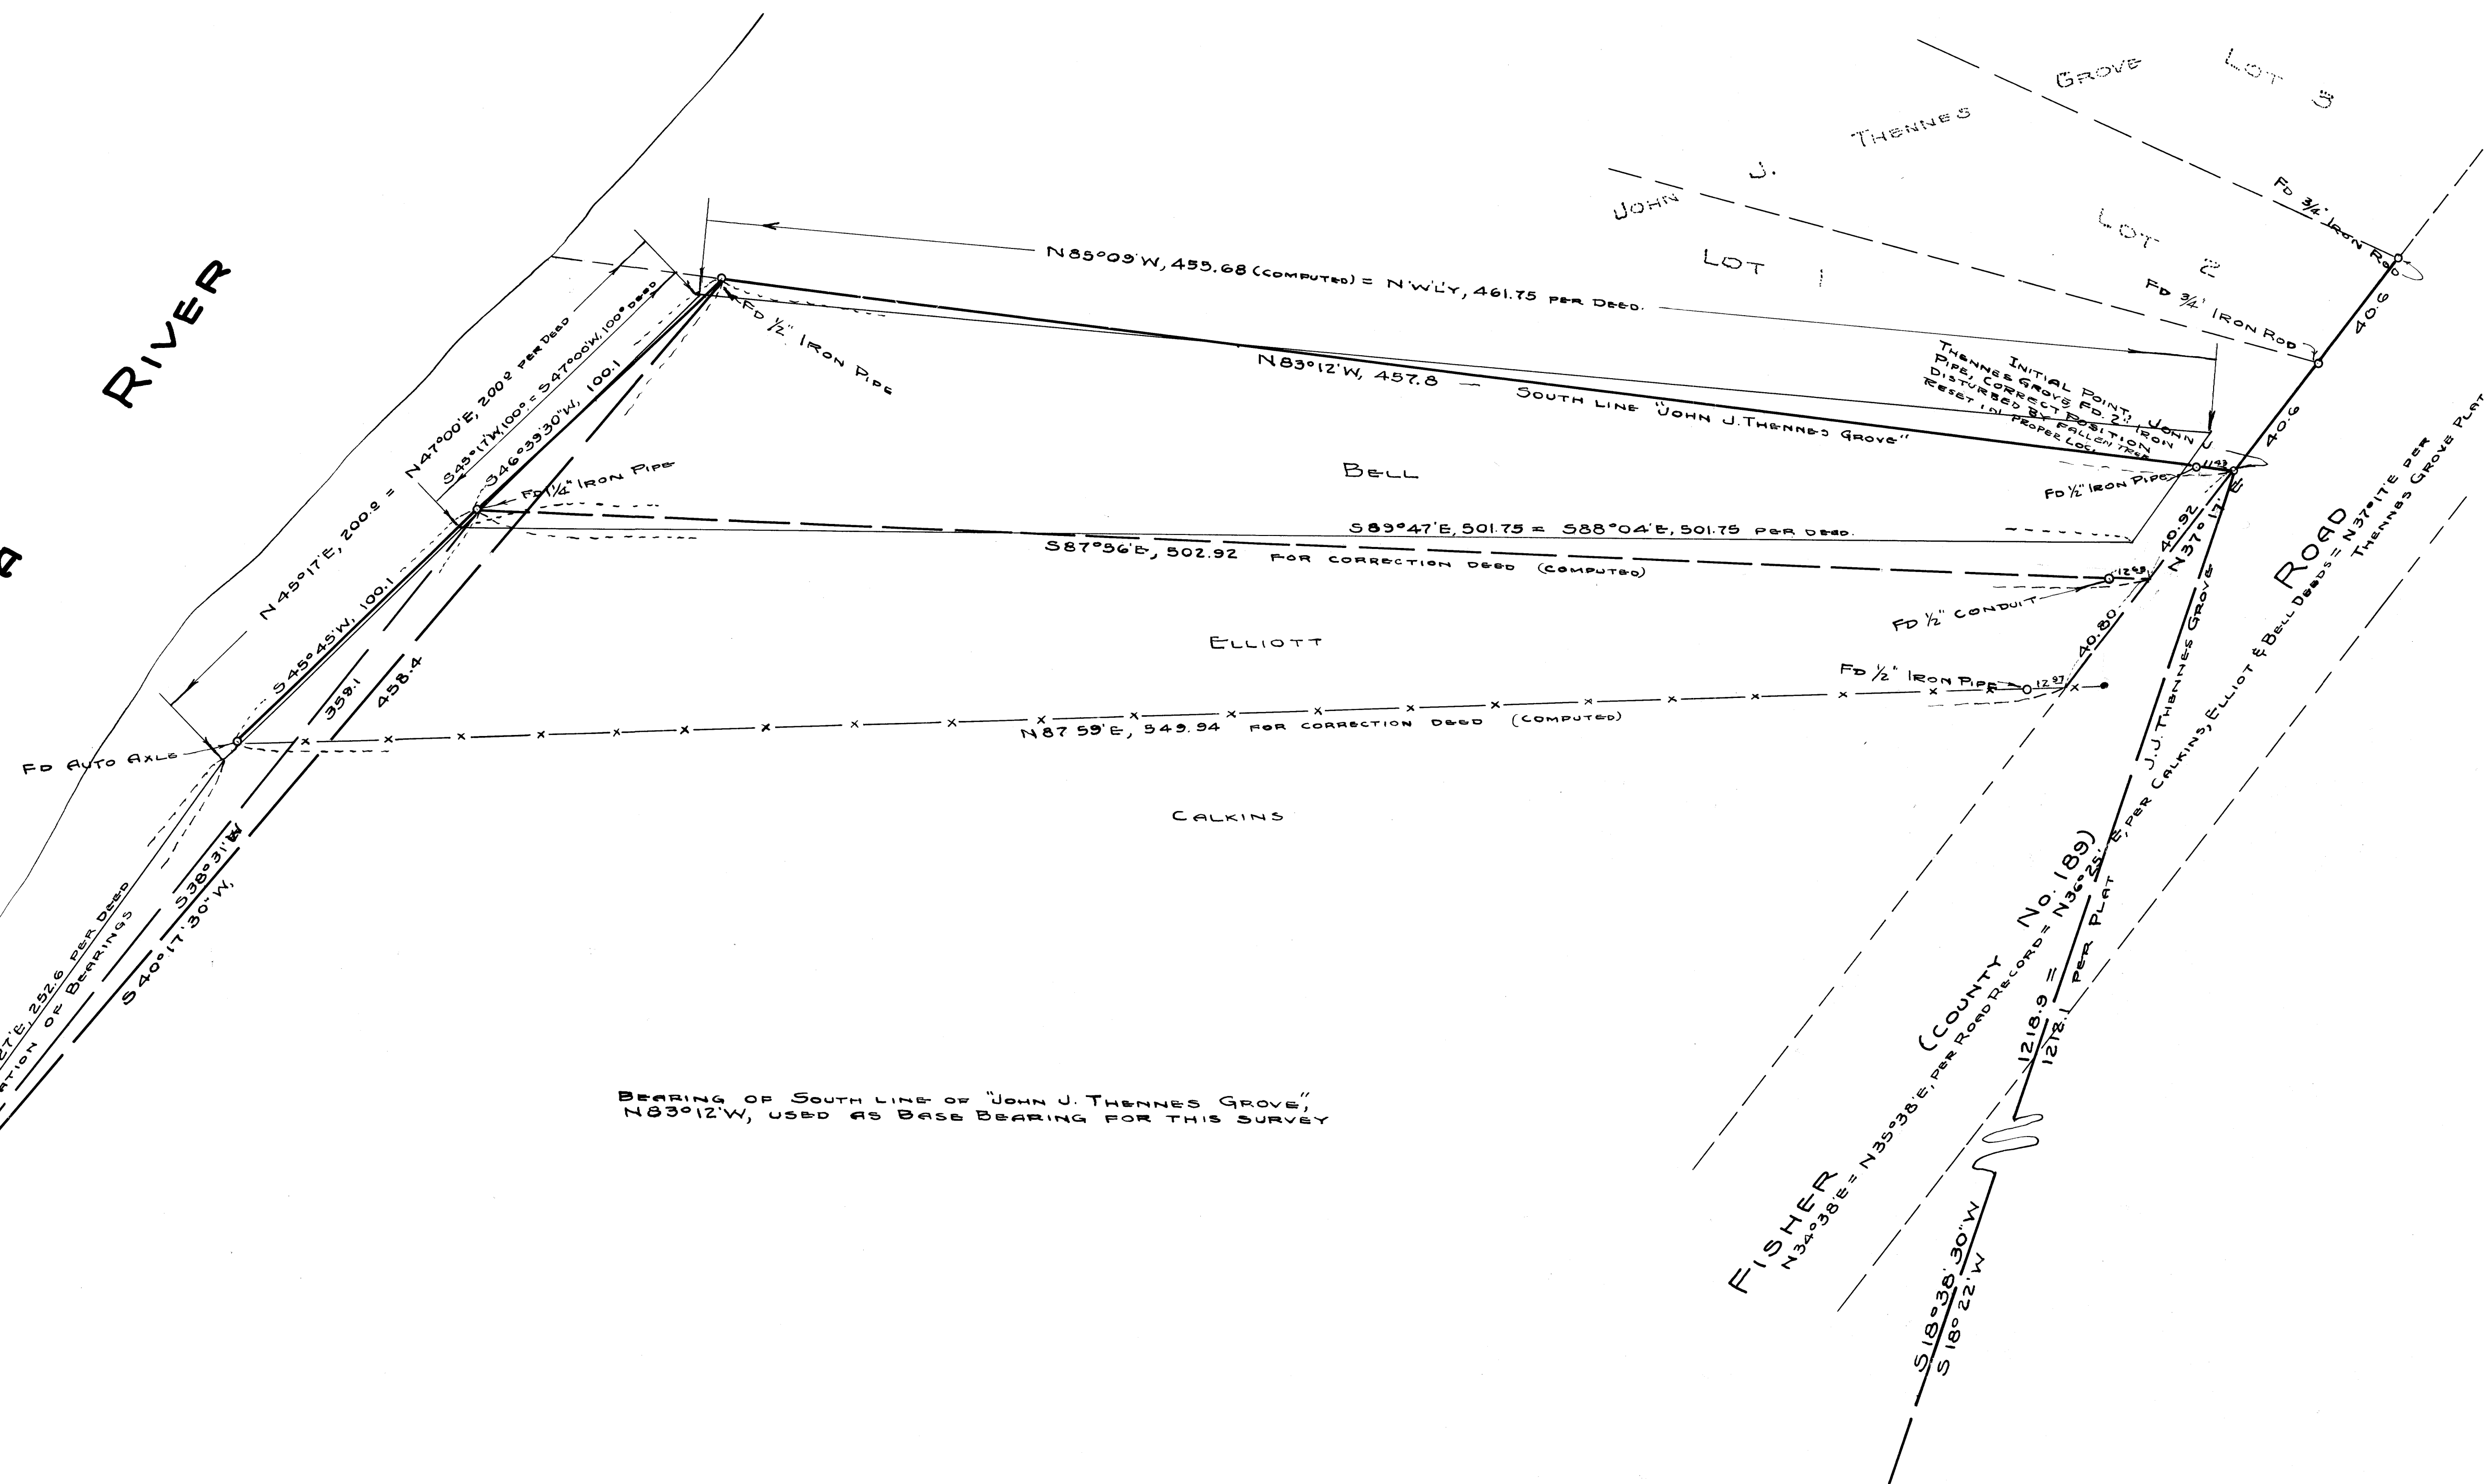 RIVER
A
GROVE
LOT 3
THENNES
J.
JOHN
LOT 2
LOT 1
FD 3/4" IRON ROD
FD 3/4" IRON ROD
40.6
40.6
N85°09'W, 455.68 (COMPUTED) = N'W'L'Y, 461.75 PER DEED.
N83°12'W, 457.8 — SOUTH LINE "JOHN J. THENNES GROVE"
INITIAL POINT, JOHN J.
THENNES GROVE, FD. 2" IRON
PIPE, CORRECT POSITION
DISTURBED BY FALLEN TREE
RESET IN PROPER LOC.
FD 1/2" IRON PIPE
11.43
FD 1/2" IRON PIPE
N45°17'E, 200.2 = N47°00'E, 200.2 PER DEED
S45°17'W, 100.0 = S47°00'W, 100.0 DEED
S46°39'30"W, 100.1
FD 1/4" IRON PIPE
BELL
S89°47'E, 501.75 = S88°04'E, 501.75 PER DEED.
S87°56'E, 502.92 FOR CORRECTION DEED (COMPUTED)
FD 1/2" CONDUIT
40.92
N37°17'E
40.80
ELLIOTT
S45°45'W, 100.1
359.1
458.4
FD AUTO AXLE
FD 1/2" IRON PIPE
12.97
N87 59'E, 549.94 FOR CORRECTION DEED (COMPUTED)
CALKINS
27'E, 252.6 PER DEED
ATION OF BEARINGS
S38°31'W
S40°17'30"W,
J.J. THENNES GROVE
FISHER (COUNTY No. 189) ROAD
N34°38'E = N35°38'E, PER ROAD RECORD = N36°25'E, PER CALKINS, ELLIOT & BELL DEEDS = N37°17'E PER
THENNES GROVE PLAT
1218.9 =
1218.1 PER PLAT
S18°38'30"W
S18°22'W
BEARING OF SOUTH LINE OF "JOHN J. THENNES GROVE",
N83°12'W, USED AS BASE BEARING FOR THIS SURVEY